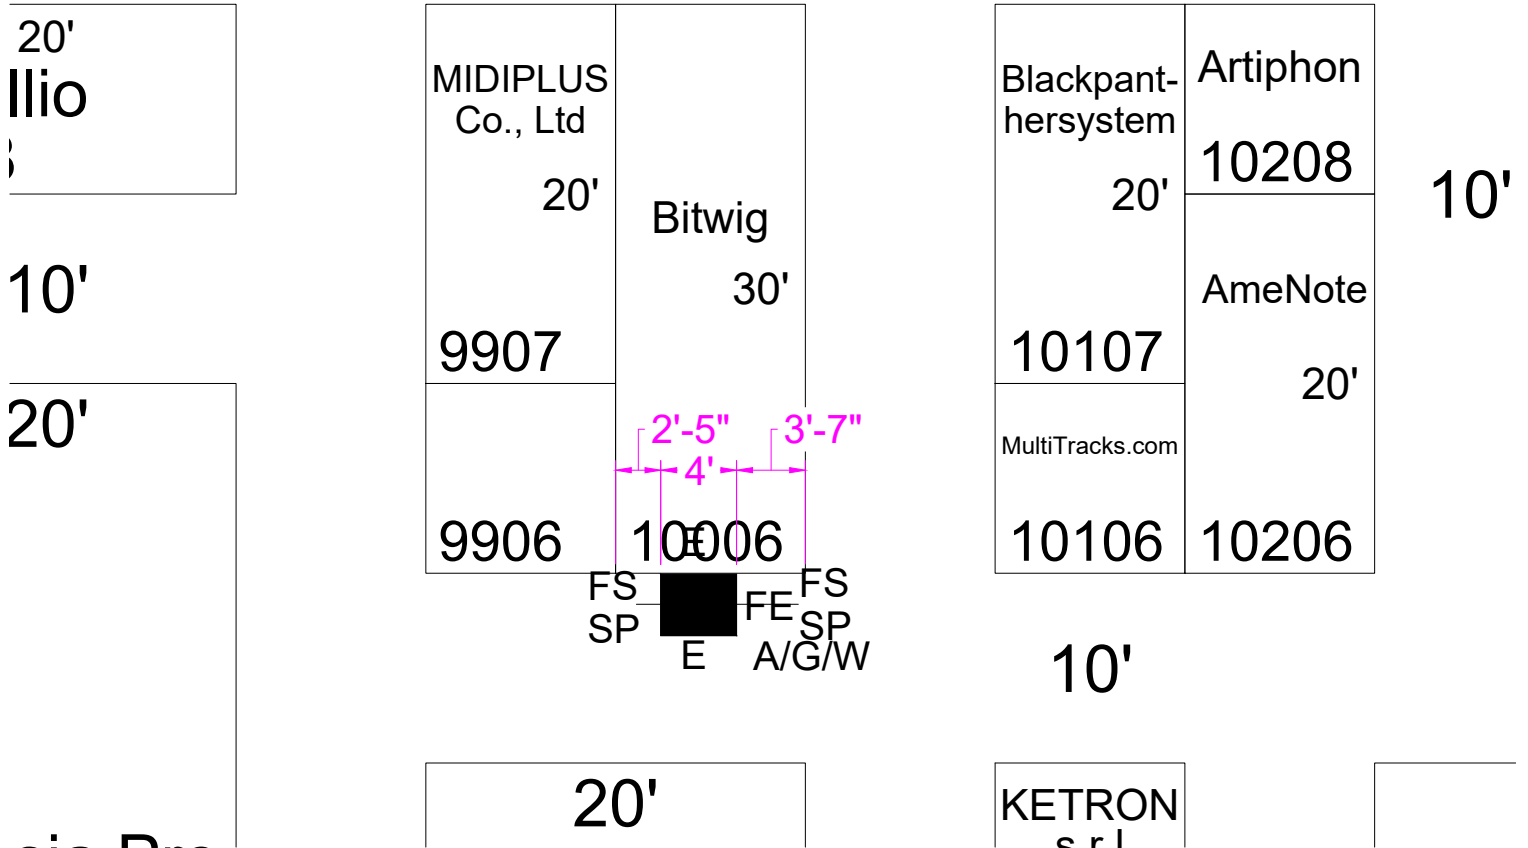 20'
llio
10'
20'
MIDIPLUS
Co., Ltd
20'
9907
Bitwig
30'
2'-5"
3'-7"
4'
9906
10006
E
FS
SP
FE
FS
SP
E
A/G/W
Blackpant-
hersystem
20'
10107
Artiphon
10208
10'
AmeNote
20'
MultiTracks.com
10106
10206
10'
20'
KETRON
s.r.l